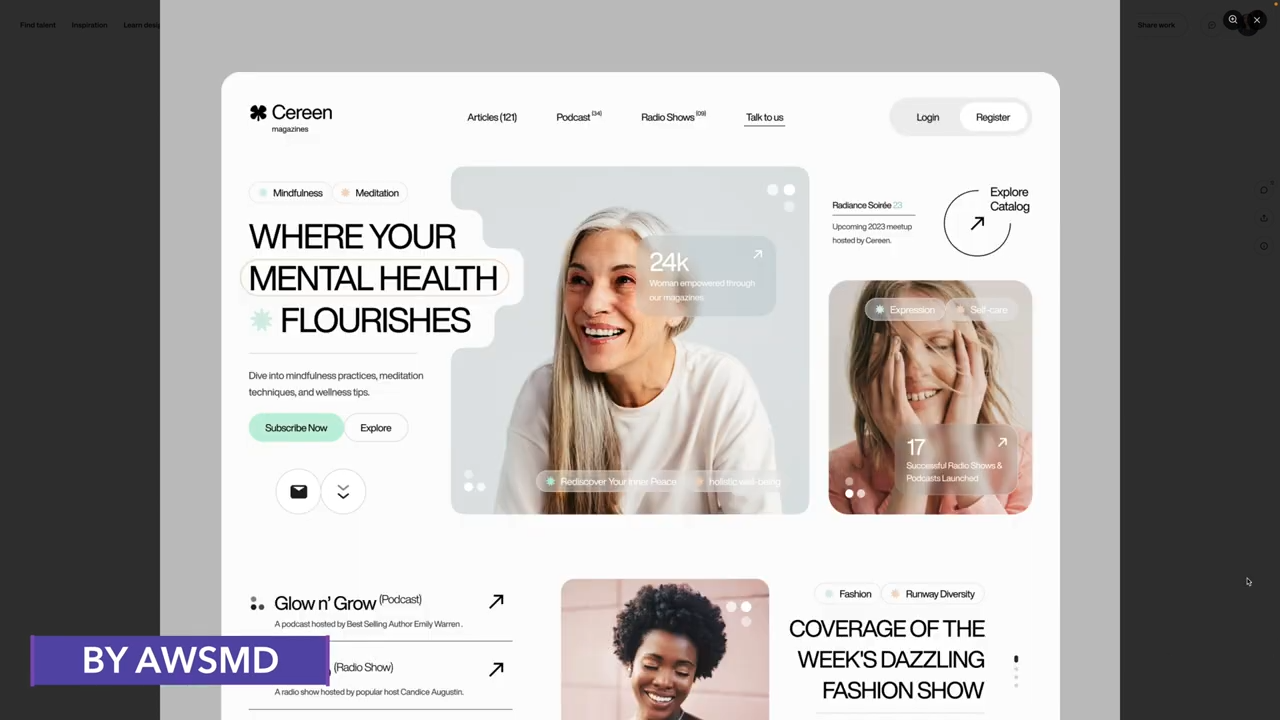 Find talent
Inspiration
Learn
Share work
Cereen
magazines
Articles (121)
Podcast (34)
Radio Shows (09)
Talk to us
Login
Register
Mindfulness
Meditation
WHERE YOUR
MENTAL HEALTH
FLOURISHES
Dive into mindfulness practices, meditation
techniques, and wellness tips.
Subscribe Now
Explore
24k
Woman empowered through
our magazines
Rediscover Your Inner Peace
holistic well-being
Radiance Soirée 23
Upcoming 2023 meetup
hosted by Cereen.
Explore
Catalog
Expression
Self-care
17
Successful Radio Shows &
Podcasts Launched
Glow n' Grow (Podcast)
A podcast hosted by Best Selling Author Emily Warren .
(Radio Show)
A radio show hosted by popular host Candice Augustin.
Fashion
Runway Diversity
COVERAGE OF THE
WEEK'S DAZZLING
FASHION SHOW
BY AWSMD